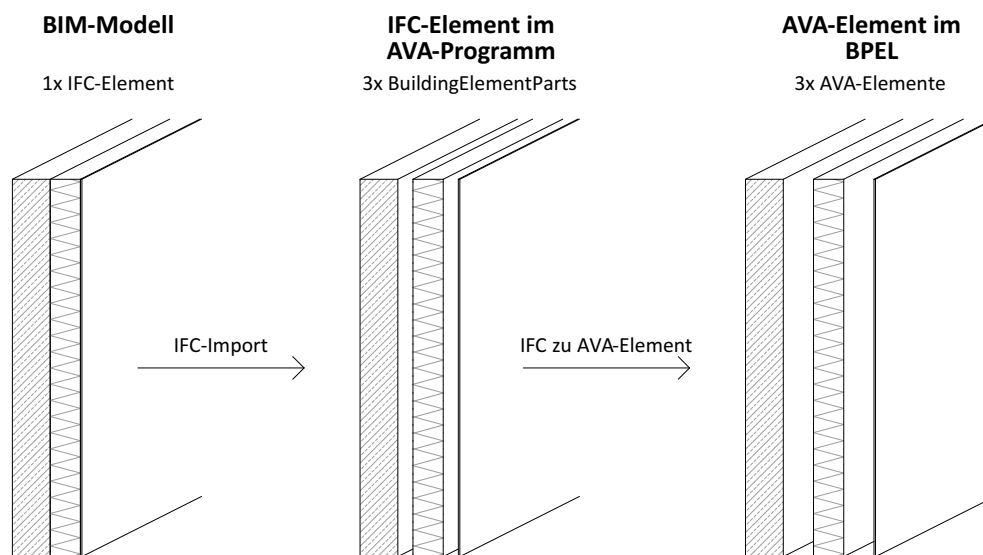 BIM-Modell
1x IFC-Element
IFC-Element im
AVA-Programm
3x BuildingElementParts
AVA-Element im
BPEL
3x AVA-Elemente
IFC-Import
IFC zu AVA-Element